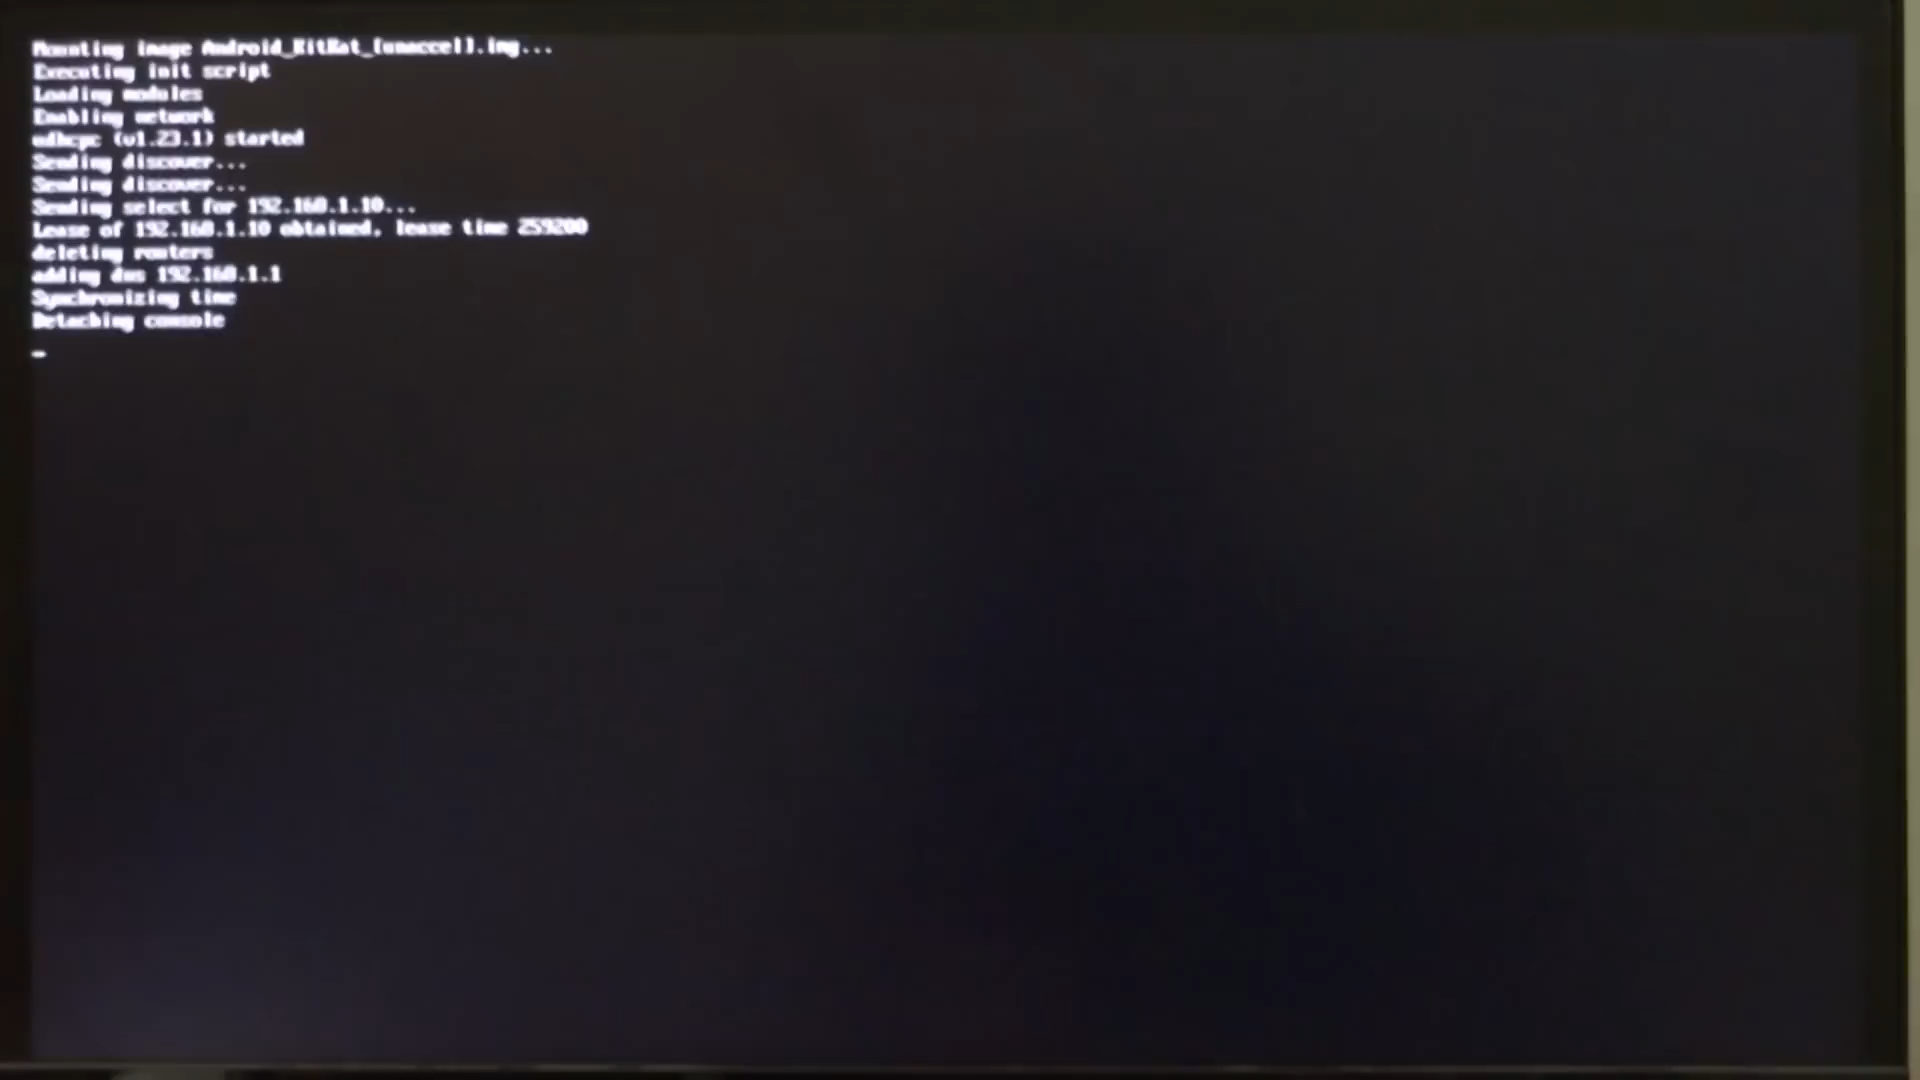 Mounting image Android_KitKat_[unaccel].img...
Executing init script
Loading modules
Enabling network
udhcpc (v1.23.1) started
Sending discover...
Sending discover...
Sending select for 192.168.1.10...
Lease of 192.168.1.10 obtained, lease time 259200
deleting routers
adding dns 192.168.1.1
Synchronizing time
Detaching console